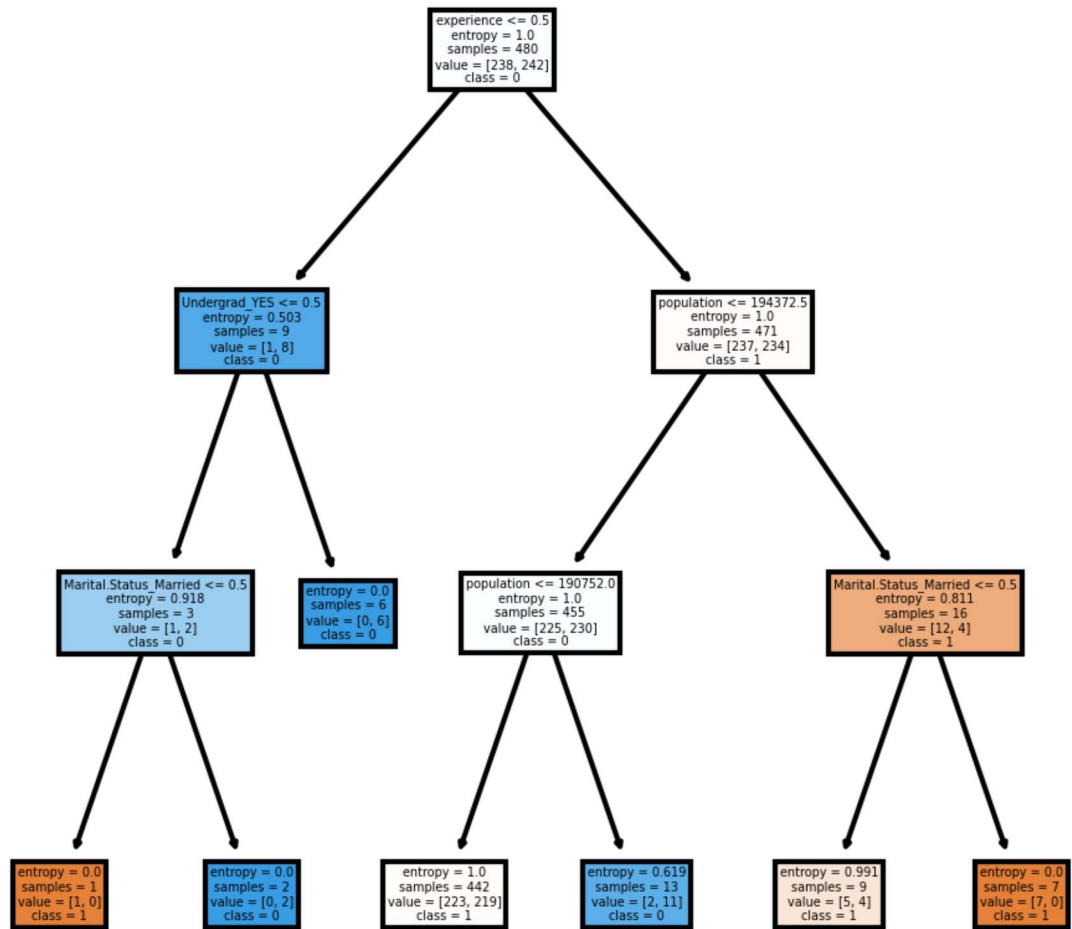 experience <= 0.5
entropy = 1.0
samples = 480
value = [238, 242]
class = 0
Undergrad_YES <= 0.5
entropy = 0.503
samples = 9
value = [1, 8]
class = 0
population <= 194372.5
entropy = 1.0
samples = 471
value = [237, 234]
class = 1
Marital.Status_Married <= 0.5
entropy = 0.918
samples = 3
value = [1, 2]
class = 0
entropy = 0.0
samples = 6
value = [0, 6]
class = 0
population <= 190752.0
entropy = 1.0
samples = 455
value = [225, 230]
class = 0
Marital.Status_Married <= 0.5
entropy = 0.811
samples = 16
value = [12, 4]
class = 1
entropy = 0.0
samples = 1
value = [1, 0]
class = 1
entropy = 0.0
samples = 2
value = [0, 2]
class = 0
entropy = 1.0
samples = 442
value = [223, 219]
class = 1
entropy = 0.619
samples = 13
value = [2, 11]
class = 0
entropy = 0.991
samples = 9
value = [5, 4]
class = 1
entropy = 0.0
samples = 7
value = [7, 0]
class = 1